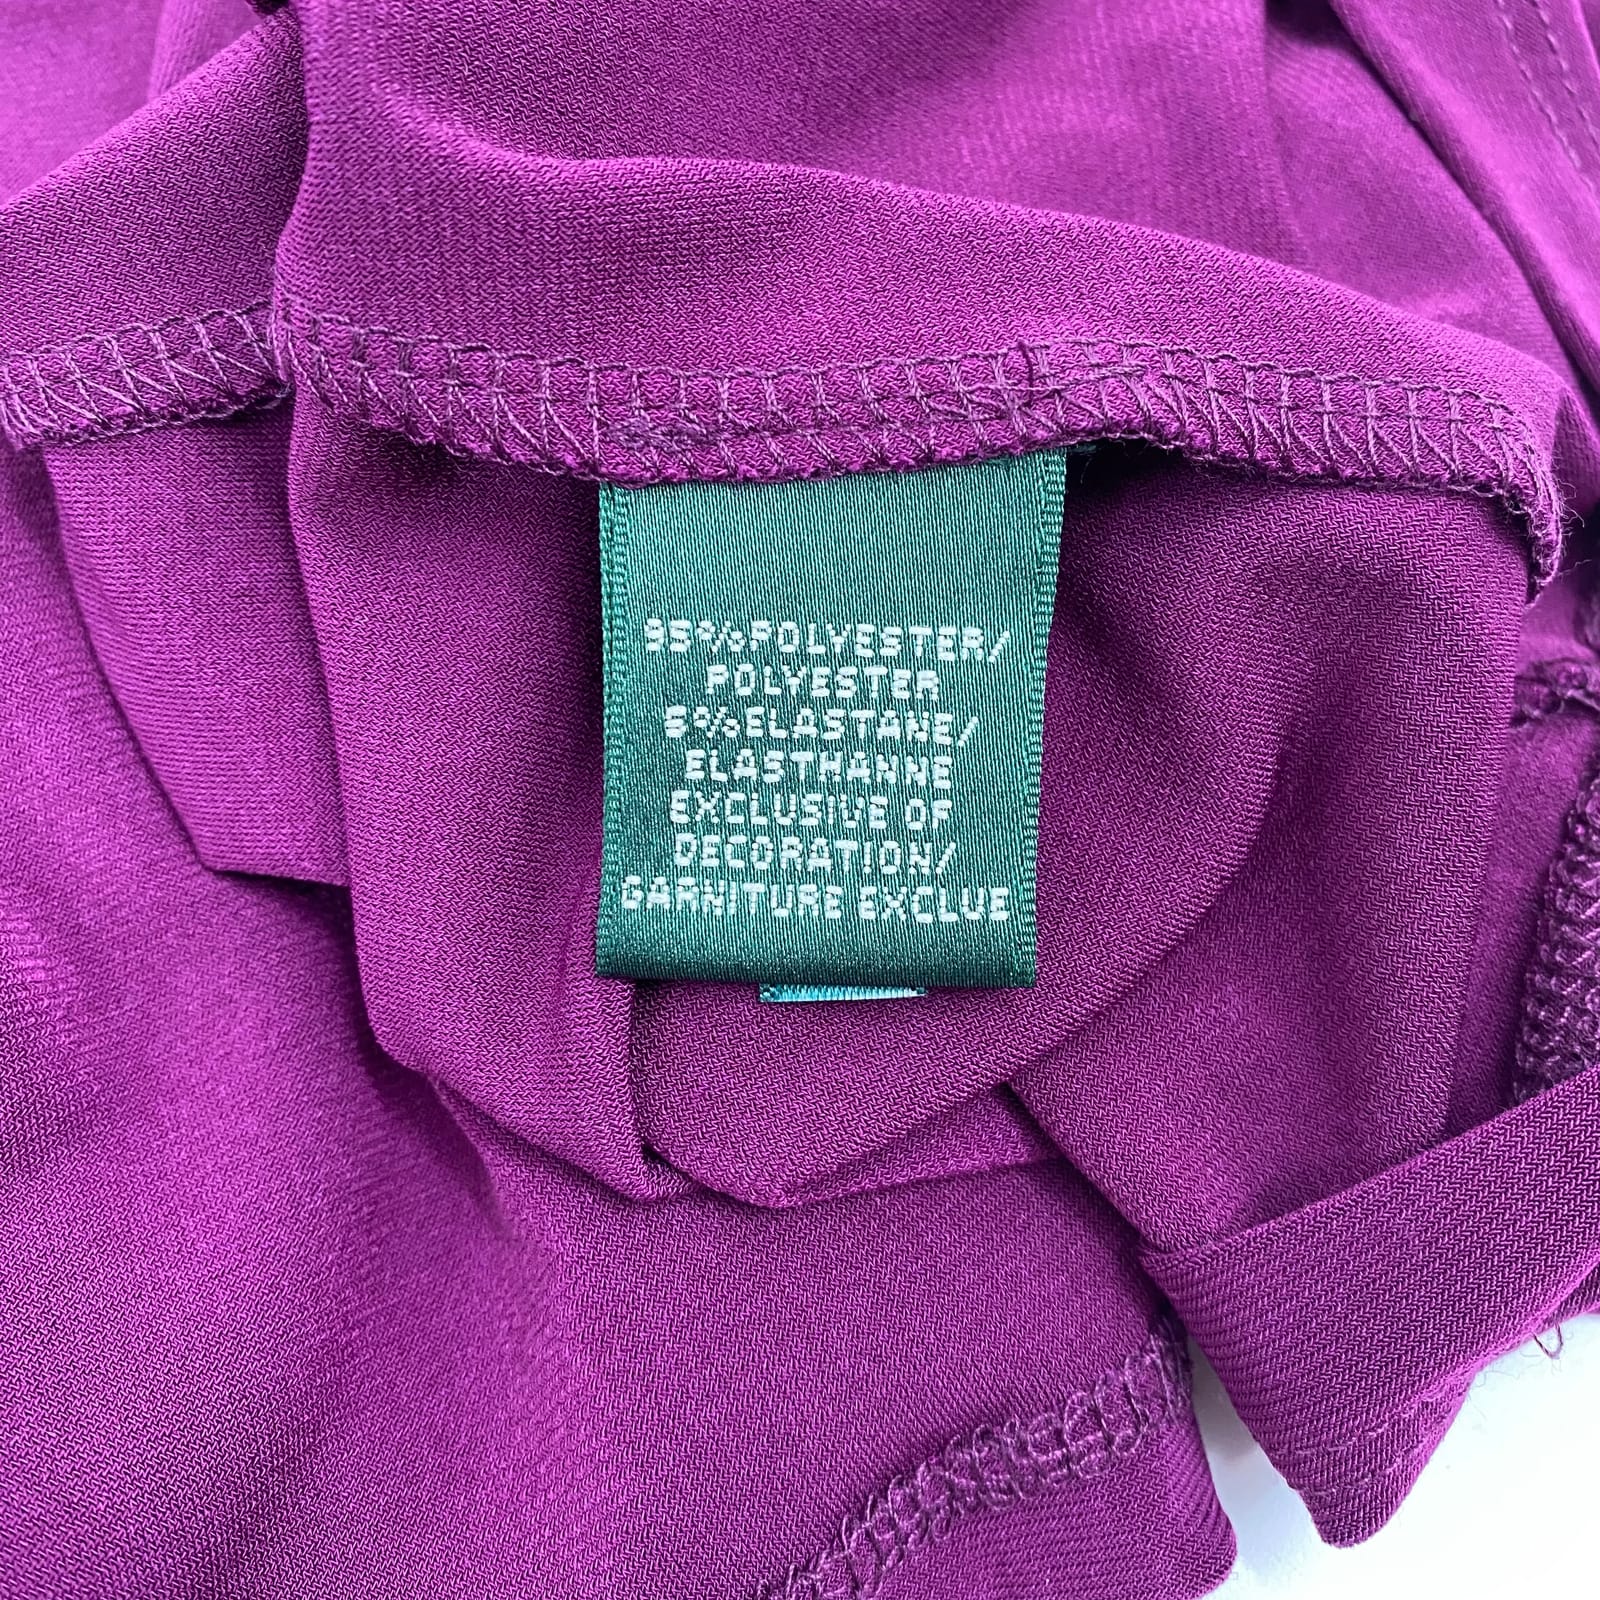 95%POLYESTER/
POLYESTER
5%ELASTANE/
ELASTHANNE
EXCLUSIVE OF
DECORATION/
GARNITURE EXCLUE